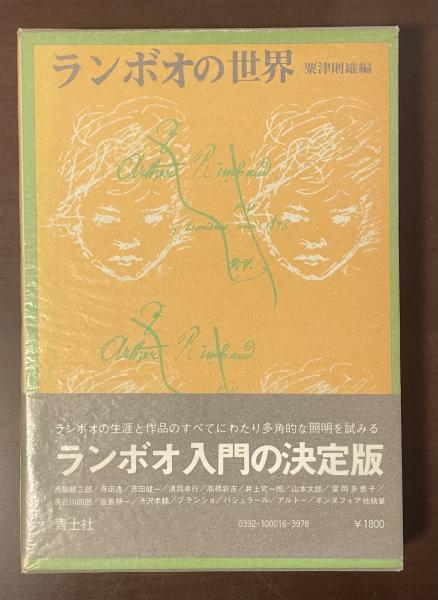 ランボオの世界 粟津則雄編
Arthur Rimbaud
P.V.
Londres 1873
Arthur Rimbaud
P.V.
ランボオの生涯と作品のすべてにわたり多角的な照明を試みる
ランボオ入門の決定版
西脇順三郎/寺田透/吉田健一/清岡卓行/高橋新吉/井上究一郎/山本太郎/富岡多恵子/
長谷川四郎/飯島耕一/渋沢孝輔/ブランショ/バシュラール/アルトー/ボンヌフォア他執筆
青土社 0392-100016-3978 ¥1800